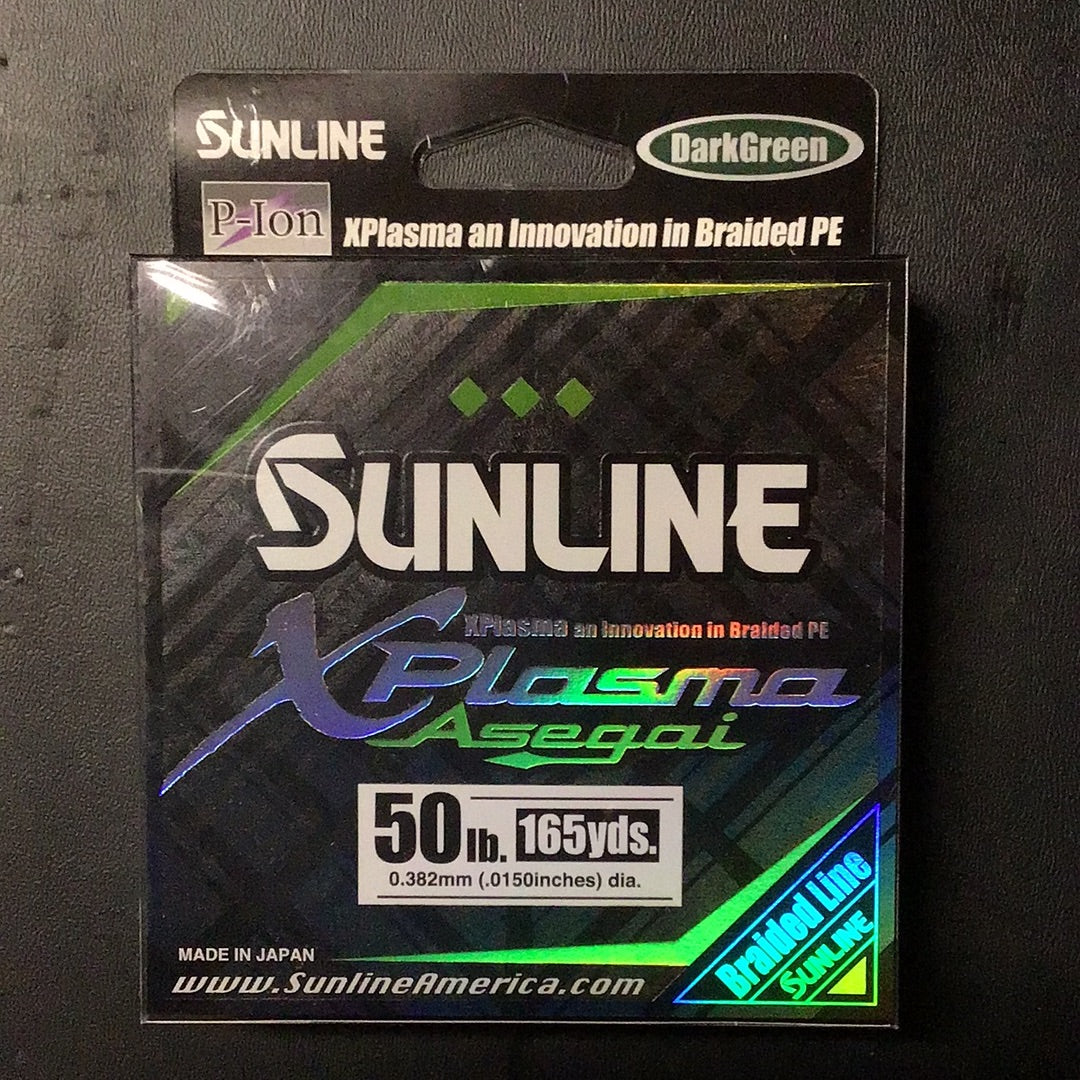 SUNLINE
DarkGreen
P-Ion
XPlasma an Innovation in Braided PE
SUNLINE
XPlasma an Innovation in Braided PE
XPlasma
Asegai
50lb. 165yds.
0.382mm (.0150inches) dia.
Braided Line
SUNLINE
MADE IN JAPAN
www.SunlineAmerica.com